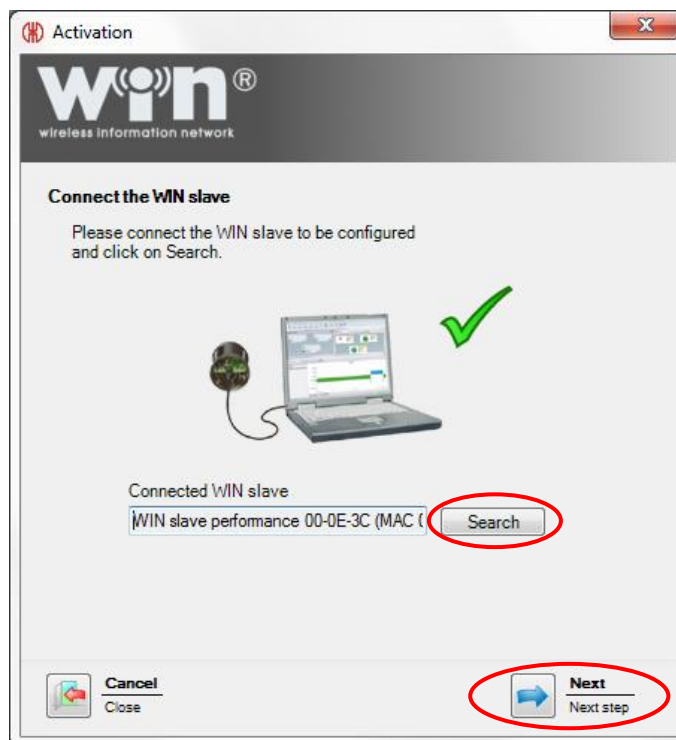 Activation
WiN®
wireless information network
Connect the WIN slave
Please connect the WIN slave to be configured
and click on Search.
Connected WIN slave
WIN slave performance 00-0E-3C (MAC (
Search
Cancel
Close
Next
Next step